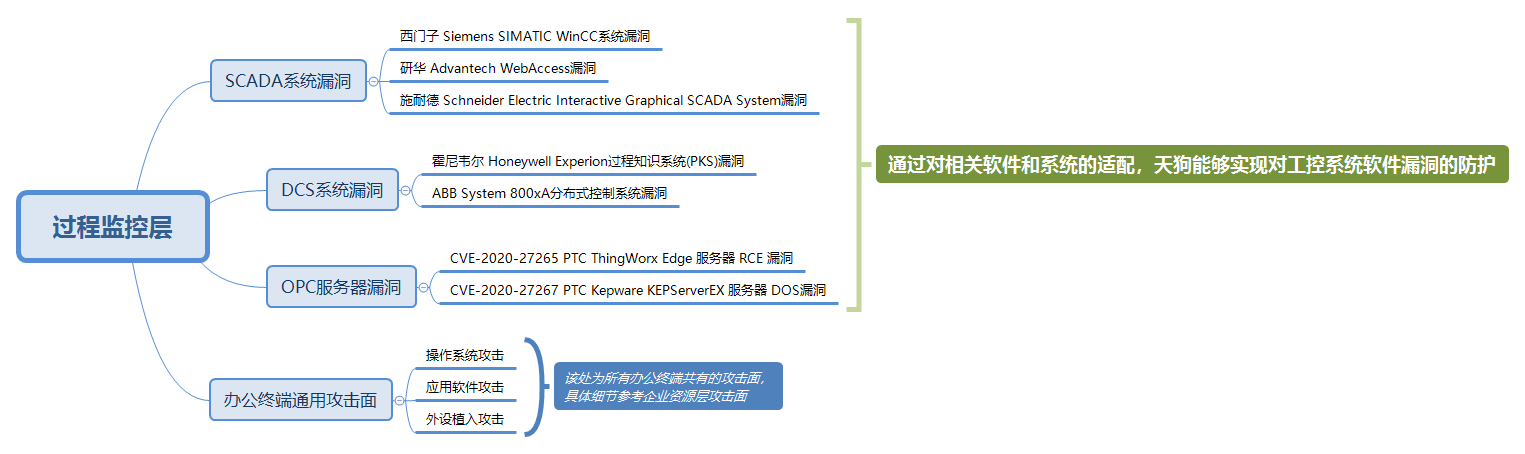 过程监控层
SCADA系统漏洞
西门子 Siemens SIMATIC WinCC系统漏洞
研华 Advantech WebAccess漏洞
施耐德 Schneider Electric Interactive Graphical SCADA System漏洞
DCS系统漏洞
霍尼韦尔 Honeywell Experion过程知识系统(PKS)漏洞
ABB System 800xA分布式控制系统漏洞
OPC服务器漏洞
CVE-2020-27265 PTC ThingWorx Edge 服务器 RCE 漏洞
CVE-2020-27267 PTC Kepware KEPServerEX 服务器 DOS漏洞
通过对相关软件和系统的适配，天狗能够实现对工控系统软件漏洞的防护
办公终端通用攻击面
操作系统攻击
应用软件攻击
外设植入攻击
该处为所有办公终端共有的攻击面，
具体细节参考企业资源层攻击面